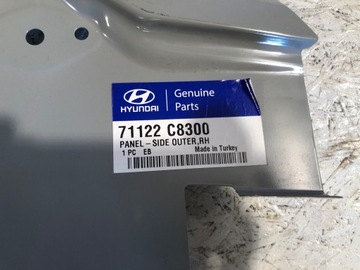 HYUNDAI
Genuine
Parts
71122 C8300
PANEL-SIDE OUTER,RH
1 PC EB Made in Turkey